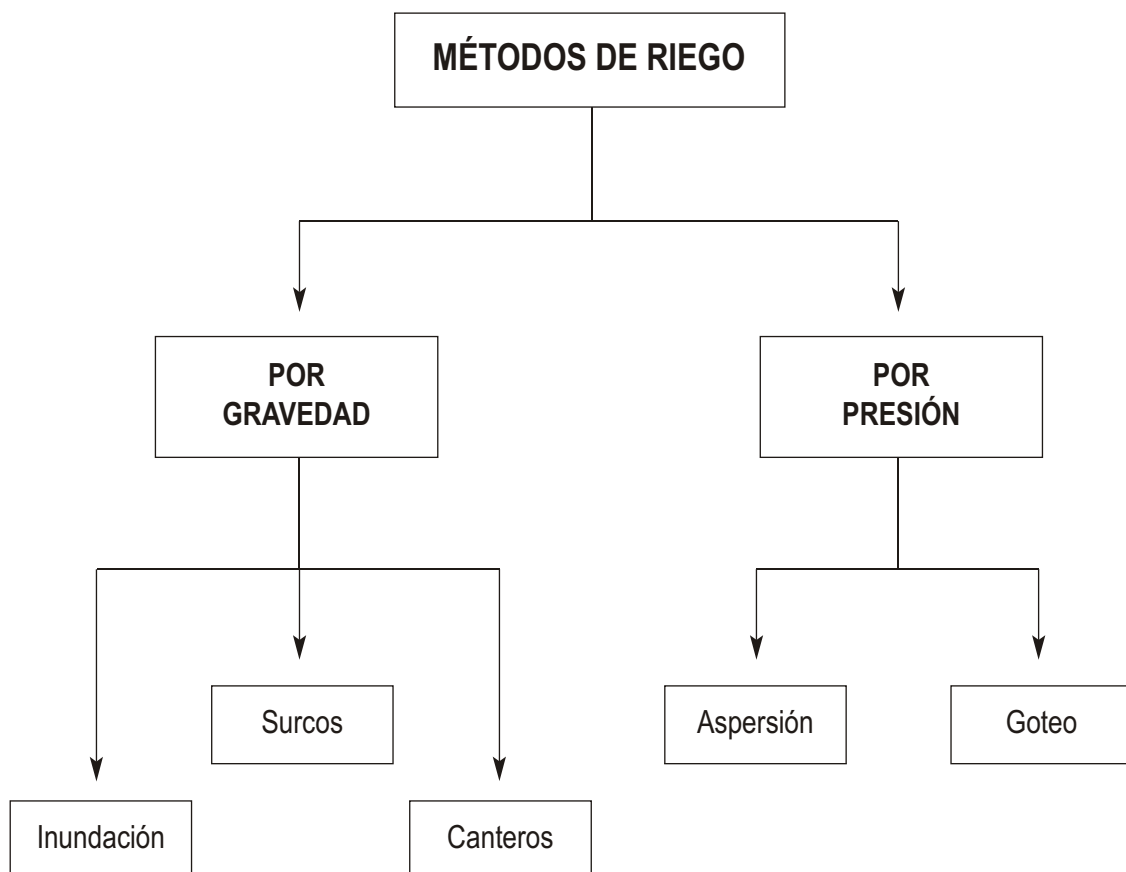 MÉTODOS DE RIEGO
POR
GRAVEDAD
POR
PRESIÓN
Surcos
Aspersión
Goteo
Inundación
Canteros